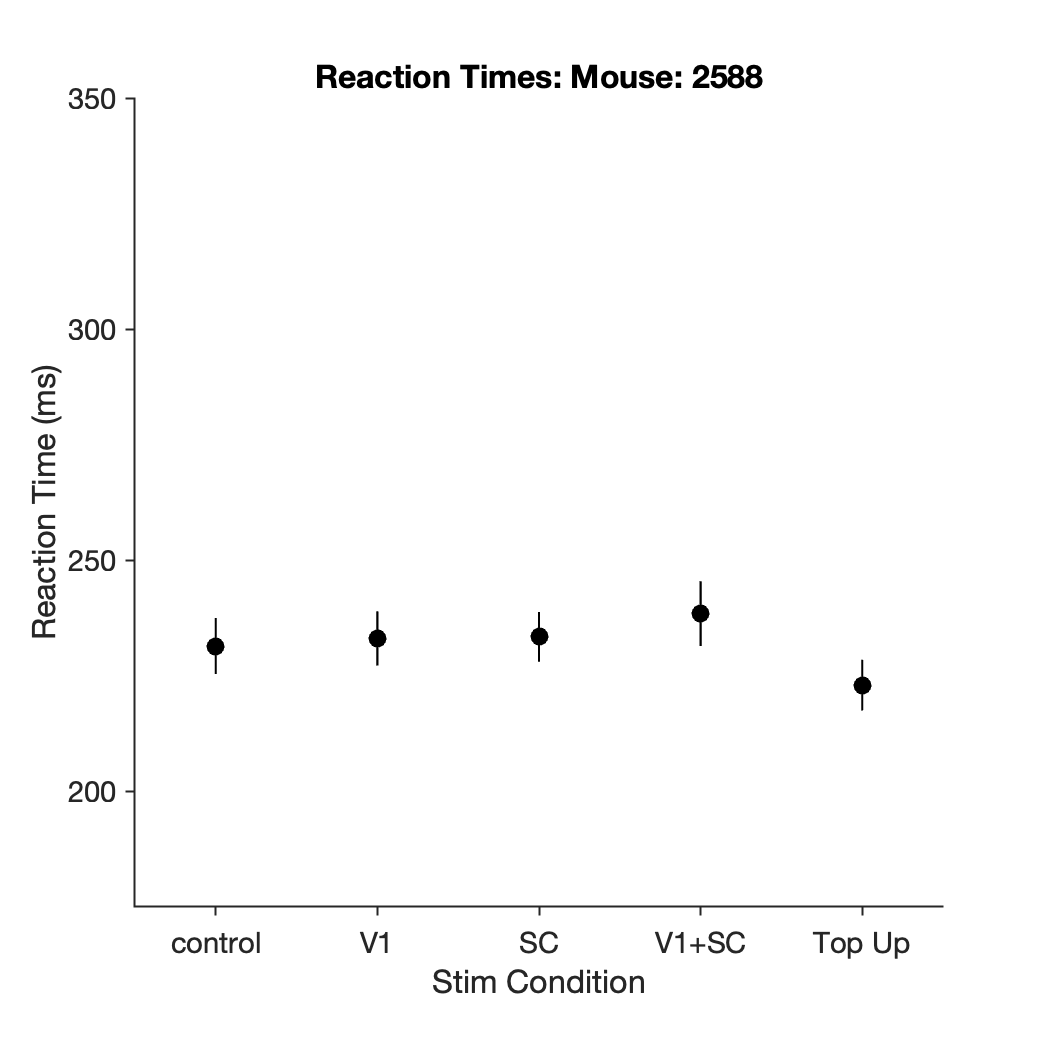 Reaction Times: Mouse: 2588
350
300
250
200
Reaction Time (ms)
control V1 SC V1+SC Top Up
Stim Condition